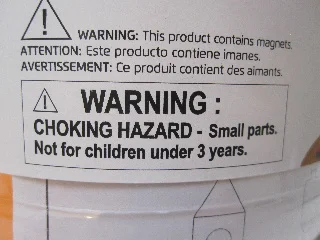 WARNING: This product contains magnets.
ATTENTION: Este producto contiene imanes.
AVERTISSEMENT: Ce produit contient des aimants.
WARNING :
CHOKING HAZARD - Small parts.
Not for children under 3 years.